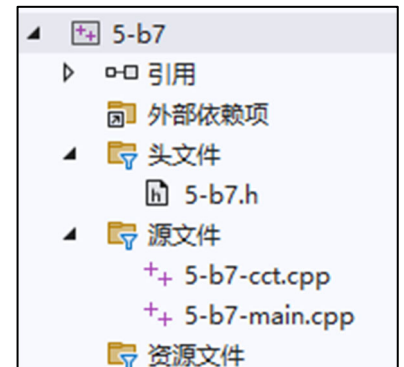 5-b7
引用
外部依赖项
头文件
5-b7.h
源文件
5-b7-cct.cpp
5-b7-main.cpp
资源文件